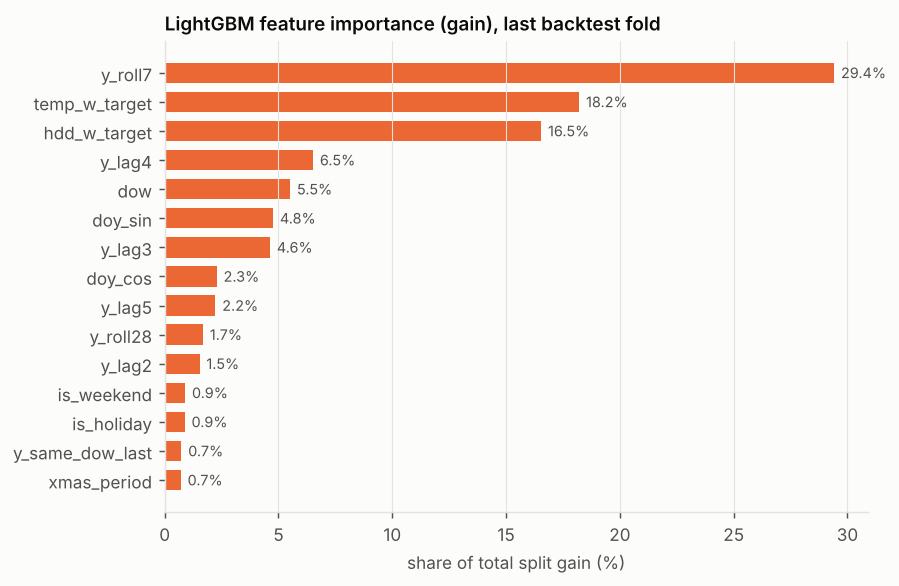 LightGBM feature importance (gain), last backtest fold
y_roll7 29.4%
temp_w_target 18.2%
hdd_w_target 16.5%
y_lag4 6.5%
dow 5.5%
doy_sin 4.8%
y_lag3 4.6%
doy_cos 2.3%
y_lag5 2.2%
y_roll28 1.7%
y_lag2 1.5%
is_weekend 0.9%
is_holiday 0.9%
y_same_dow_last 0.7%
xmas_period 0.7%
0 5 10 15 20 25 30
share of total split gain (%)